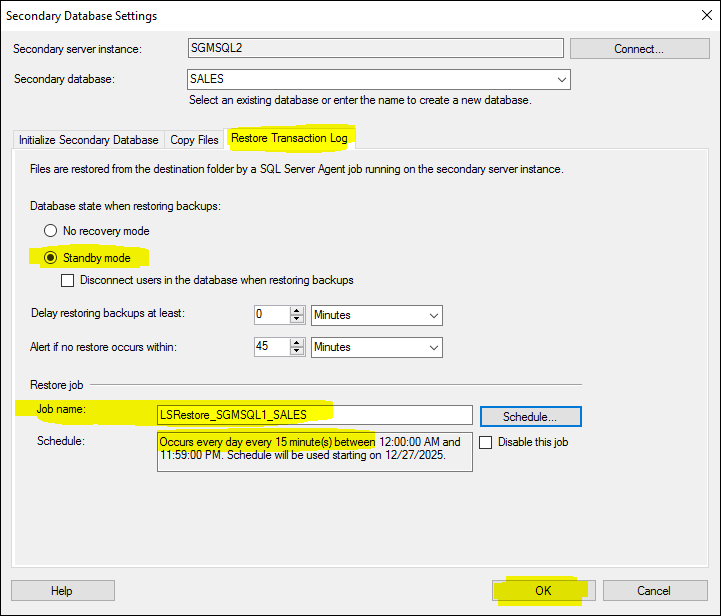 Secondary Database Settings
Secondary server instance:
SGMSQL2
Connect...
Secondary database:
SALES
Select an existing database or enter the name to create a new database.
Initialize Secondary Database
Copy Files
Restore Transaction Log
Files are restored from the destination folder by a SQL Server Agent job running on the secondary server instance.
Database state when restoring backups:
No recovery mode
Standby mode
Disconnect users in the database when restoring backups
Delay restoring backups at least:
0
Minutes
Alert if no restore occurs within:
45
Minutes
Restore job
Job name:
LSRestore_SGMSQL1_SALES
Schedule...
Schedule:
Occurs every day every 15 minute(s) between 12:00:00 AM and
11:59:00 PM. Schedule will be used starting on 12/27/2025.
Disable this job
Help
OK
Cancel